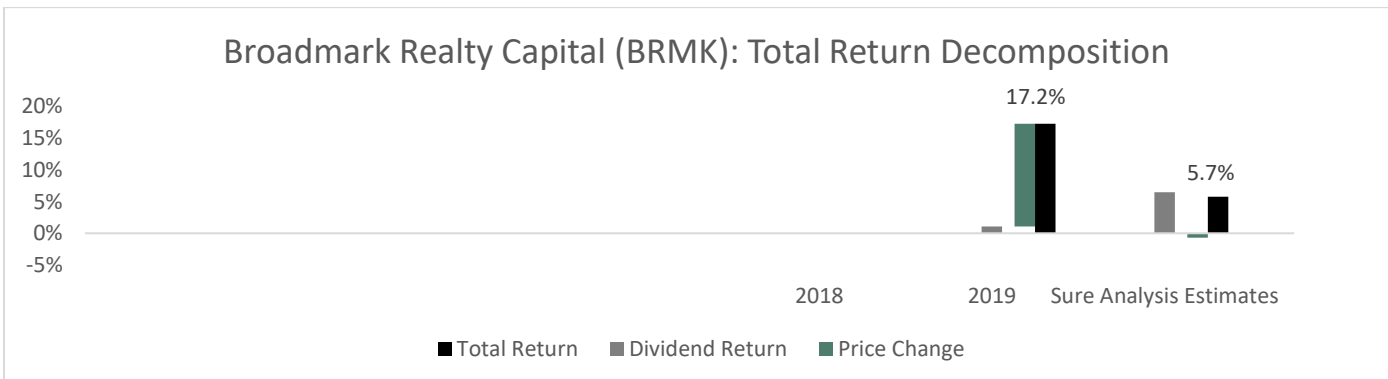 Broadmark Realty Capital (BRMK): Total Return Decomposition
20%
15%
10%
5%
0%
-5%
17.2%
5.7%
2018 2019 Sure Analysis Estimates
Total Return Dividend Return Price Change